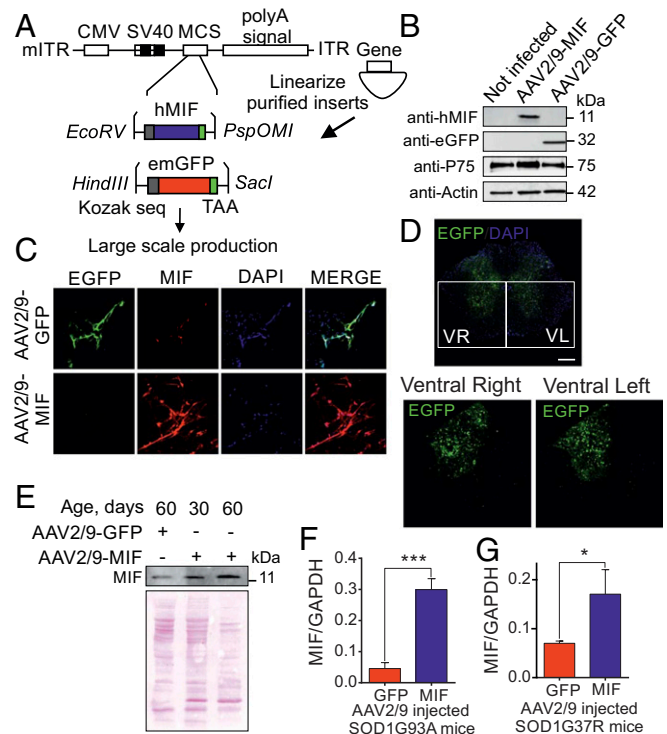 A
CMV SV40 MCS polyA signal
mITR ITR
Gene
Linearize purified inserts
hMIF
EcoRV PspOMI
emGFP
HindIII SacI
Kozak seq TAA
Large scale production
B
Not infected
AAV2/9-MIF
AAV2/9-GFP
kDa
anti-hMIF 11
anti-eGFP 32
anti-P75 75
anti-Actin 42
C
EGFP MIF DAPI MERGE
AAV2/9-GFP
AAV2/9-MIF
D
EGFP/DAPI
VR VL
Ventral Right Ventral Left
EGFP EGFP
E
Age, days 60 30 60
AAV2/9-GFP + - -
AAV2/9-MIF - + + kDa
MIF 11
F
***
MIF/GAPDH
0.4
0.3
0.2
0.1
0.0
GFP MIF
AAV2/9 injected
SOD1G93A mice
G
*
MIF/GAPDH
0.2
0.1
0.0
GFP MIF
AAV2/9 injected
SOD1G37R mice